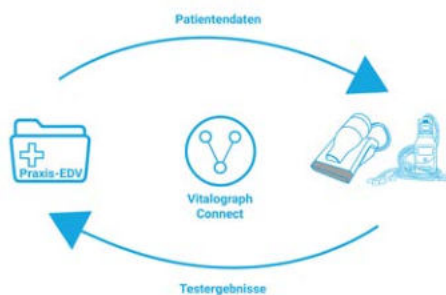 Patientendaten
Praxis-EDV
Vitalograph
Connect
Testergebnisse